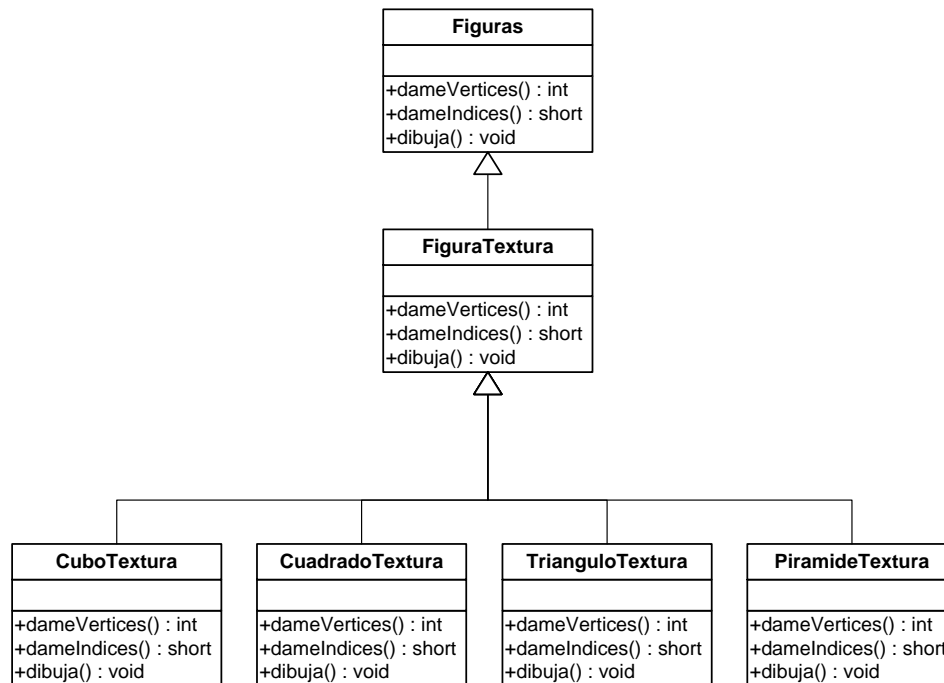 Figuras
+dameVertices() : int
+dameIndices() : short
+dibuja() : void
FiguraTextura
+dameVertices() : int
+dameIndices() : short
+dibuja() : void
CuboTextura
+dameVertices() : int
+dameIndices() : short
+dibuja() : void
CuadradoTextura
+dameVertices() : int
+dameIndices() : short
+dibuja() : void
TrianguloTextura
+dameVertices() : int
+dameIndices() : short
+dibuja() : void
PiramideTextura
+dameVertices() : int
+dameIndices() : short
+dibuja() : void